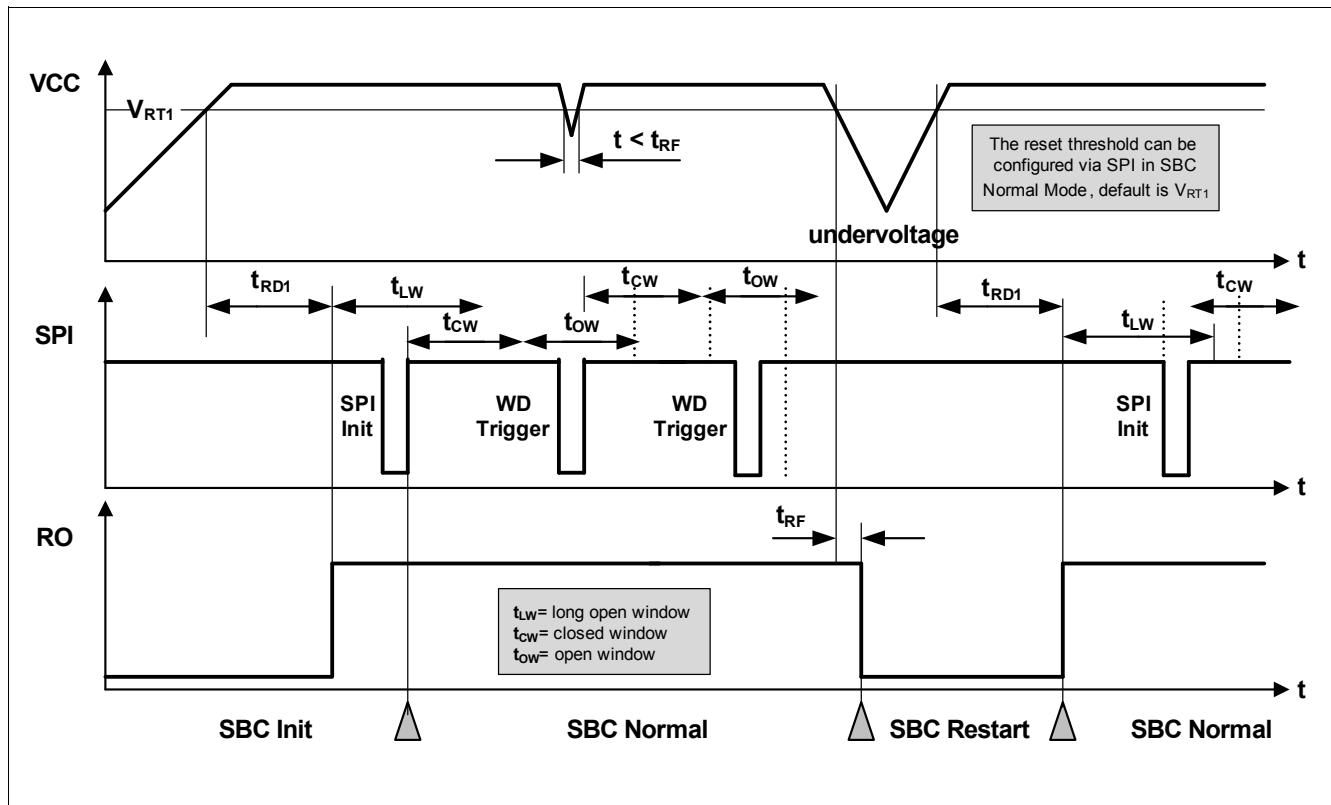 VCC
VRT1
t < tRF
The reset threshold can be
configured via SPI in SBC
Normal Mode, default is VRT1
undervoltage
t
tRD1
tLW
tCW
tOW
tCW
tOW
tRD1
tLW
tCW
SPI
SPI
Init
WD
Trigger
WD
Trigger
SPI
Init
t
RO
tRF
tLW= long open window
tCW= closed window
tOW= open window
t
SBC Init
SBC Normal
SBC Restart
SBC Normal